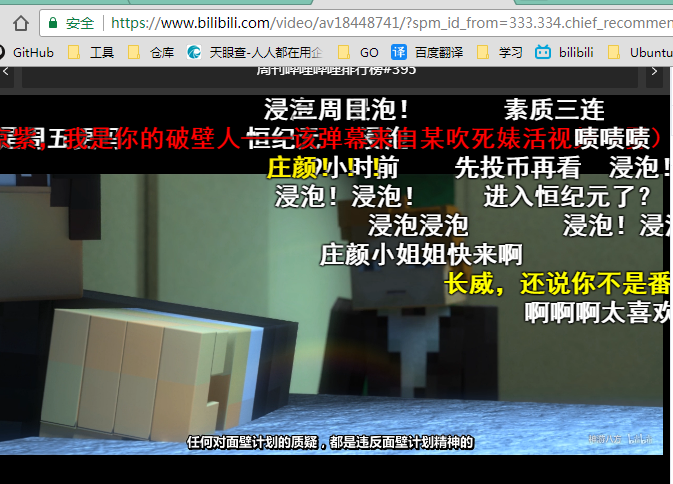 安全 https://www.bilibili.com/video/av18448741/?spm_id_from=333.334.chief_recommen
GitHub 工具 仓库 天眼查-人人都在用企 GO 译 百度翻译 学习 bilibili Ubuntu
周刊哔哩哔哩排行榜#395
浸泡! 素质三连
我是你的破壁人 该弹幕来自某吹死婊活视 啧啧啧
庄颜!小时前 先投币再看 浸泡!
浸泡!浸泡! 进入恒纪元了?
浸泡浸泡 浸泡!浸
庄颜小姐姐快来啊
长威，还说你不是番
啊啊啊太喜欢
任何对面壁计划的质疑，都是违反面壁计划精神的